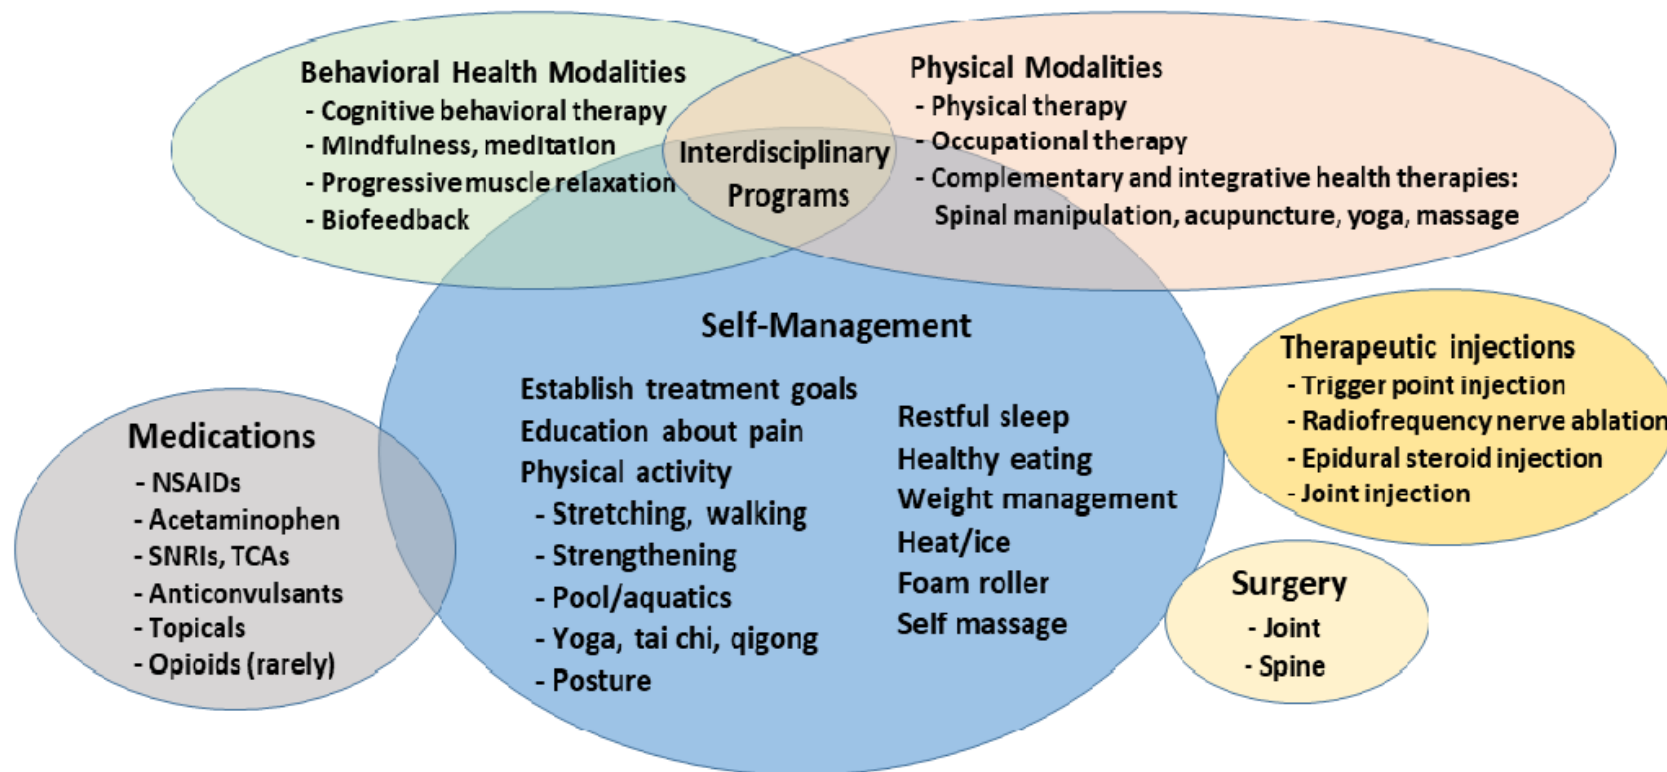 Behavioral Health Modalities
- Cognitive behavioral therapy
- Mindfulness, meditation
- Progressive muscle relaxation
- Biofeedback
Interdisciplinary
Programs
Physical Modalities
- Physical therapy
- Occupational therapy
- Complementary and integrative health therapies:
Spinal manipulation, acupuncture, yoga, massage
Self-Management
Establish treatment goals
Education about pain
Physical activity
- Stretching, walking
- Strengthening
- Pool/aquatics
- Yoga, tai chi, qigong
- Posture
Restful sleep
Healthy eating
Weight management
Heat/ice
Foam roller
Self massage
Medications
- NSAIDs
- Acetaminophen
- SNRIs, TCAs
- Anticonvulsants
- Topicals
- Opioids (rarely)
Therapeutic injections
- Trigger point injection
- Radiofrequency nerve ablation
- Epidural steroid injection
- Joint injection
Surgery
- Joint
- Spine